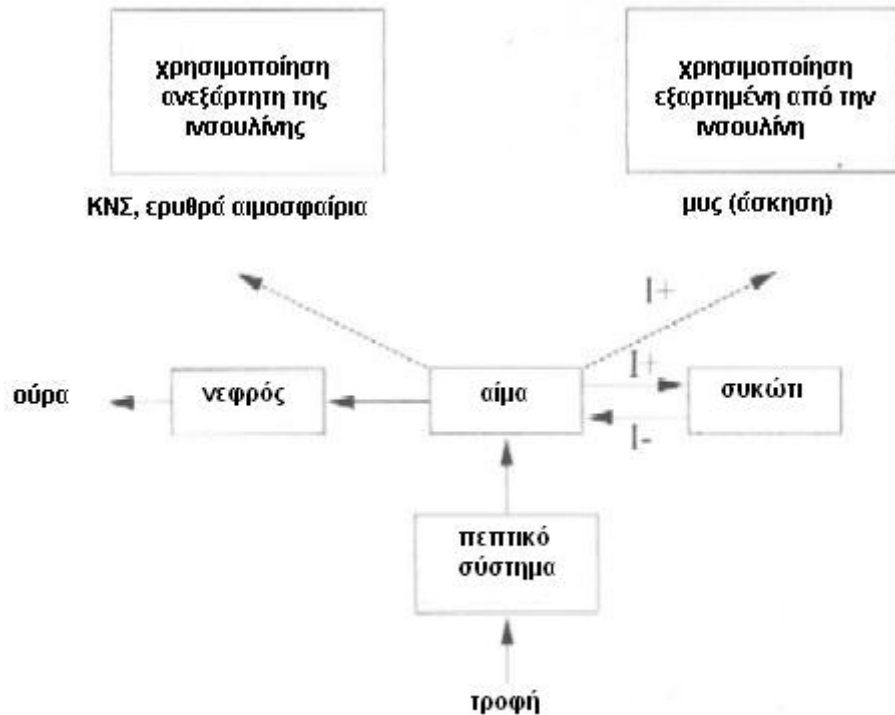 χρησιμοποίηση
ανεξάρτητη της
ινσουλίνης
χρησιμοποίηση
εξαρτημένη από την
ινσουλίνη
ΚΝΣ, ερυθρά αιμοσφαίρια
μυς (άσκηση)
I+
I+
ούρα
νεφρός
αίμα
συκώτι
I-
πεπτικό
σύστημα
τροφή